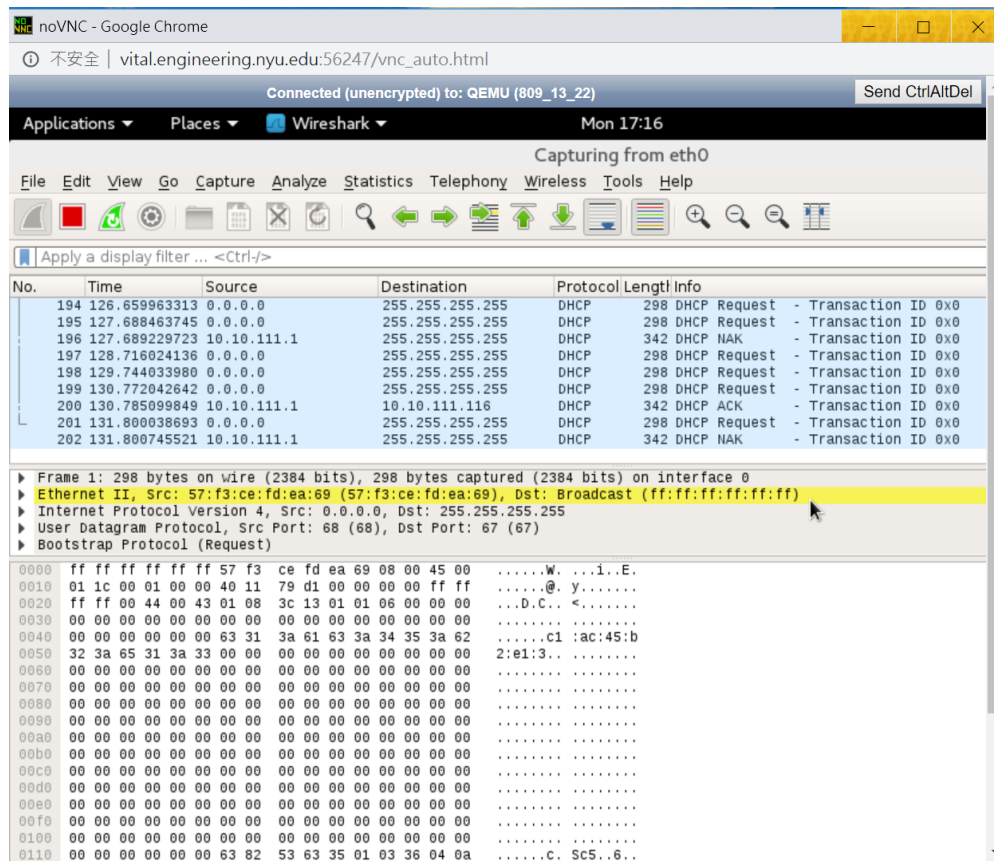 noVNC - Google Chrome
不安全 | vital.engineering.nyu.edu:56247/vnc_auto.html
Connected (unencrypted) to: QEMU (809_13_22)
Send CtrlAltDel
Applications Places Wireshark Mon 17:16
Capturing from eth0
File Edit View Go Capture Analyze Statistics Telephony Wireless Tools Help
Apply a display filter ... <Ctrl-/>
No. Time Source Destination Protocol Length Info
194 126.659963313 0.0.0.0 255.255.255.255 DHCP 298 DHCP Request - Transaction ID 0x0
195 127.688463745 0.0.0.0 255.255.255.255 DHCP 298 DHCP Request - Transaction ID 0x0
196 127.689229723 10.10.111.1 255.255.255.255 DHCP 342 DHCP NAK - Transaction ID 0x0
197 128.716024136 0.0.0.0 255.255.255.255 DHCP 298 DHCP Request - Transaction ID 0x0
198 129.744033980 0.0.0.0 255.255.255.255 DHCP 298 DHCP Request - Transaction ID 0x0
199 130.772042642 0.0.0.0 255.255.255.255 DHCP 298 DHCP Request - Transaction ID 0x0
200 130.785099849 10.10.111.1 10.10.111.116 DHCP 342 DHCP ACK - Transaction ID 0x0
201 131.800038693 0.0.0.0 255.255.255.255 DHCP 298 DHCP Request - Transaction ID 0x0
202 131.800745521 10.10.111.1 255.255.255.255 DHCP 342 DHCP NAK - Transaction ID 0x0
Frame 1: 298 bytes on wire (2384 bits), 298 bytes captured (2384 bits) on interface 0
Ethernet II, Src: 57:f3:ce:fd:ea:69 (57:f3:ce:fd:ea:69), Dst: Broadcast (ff:ff:ff:ff:ff:ff)
Internet Protocol Version 4, Src: 0.0.0.0, Dst: 255.255.255.255
User Datagram Protocol, Src Port: 68 (68), Dst Port: 67 (67)
Bootstrap Protocol (Request)
0000 ff ff ff ff ff ff 57 f3 ce fd ea 69 08 00 45 00 ......W. ...i..E.
0010 01 1c 00 01 00 00 40 11 79 d1 00 00 00 00 ff ff ......@. y.......
0020 ff ff 00 44 00 43 01 08 3c 13 01 01 06 00 00 00 ...D.C.. <.......
0030 00 00 00 00 00 00 00 00 00 00 00 00 00 00 00 00 ........ ........
0040 00 00 00 00 00 00 63 31 3a 61 63 3a 34 35 3a 62 ......c1 :ac:45:b
0050 32 3a 65 31 3a 33 00 00 00 00 00 00 00 00 00 00 2:e1:3.. ........
0060 00 00 00 00 00 00 00 00 00 00 00 00 00 00 00 00 ........ ........
0070 00 00 00 00 00 00 00 00 00 00 00 00 00 00 00 00 ........ ........
0080 00 00 00 00 00 00 00 00 00 00 00 00 00 00 00 00 ........ ........
0090 00 00 00 00 00 00 00 00 00 00 00 00 00 00 00 00 ........ ........
00a0 00 00 00 00 00 00 00 00 00 00 00 00 00 00 00 00 ........ ........
00b0 00 00 00 00 00 00 00 00 00 00 00 00 00 00 00 00 ........ ........
00c0 00 00 00 00 00 00 00 00 00 00 00 00 00 00 00 00 ........ ........
00d0 00 00 00 00 00 00 00 00 00 00 00 00 00 00 00 00 ........ ........
00e0 00 00 00 00 00 00 00 00 00 00 00 00 00 00 00 00 ........ ........
00f0 00 00 00 00 00 00 00 00 00 00 00 00 00 00 00 00 ........ ........
0100 00 00 00 00 00 00 00 00 00 00 00 00 00 00 00 00 ........ ........
0110 00 00 00 00 00 00 63 82 53 63 35 01 03 36 04 0a ......c. Sc5..6..